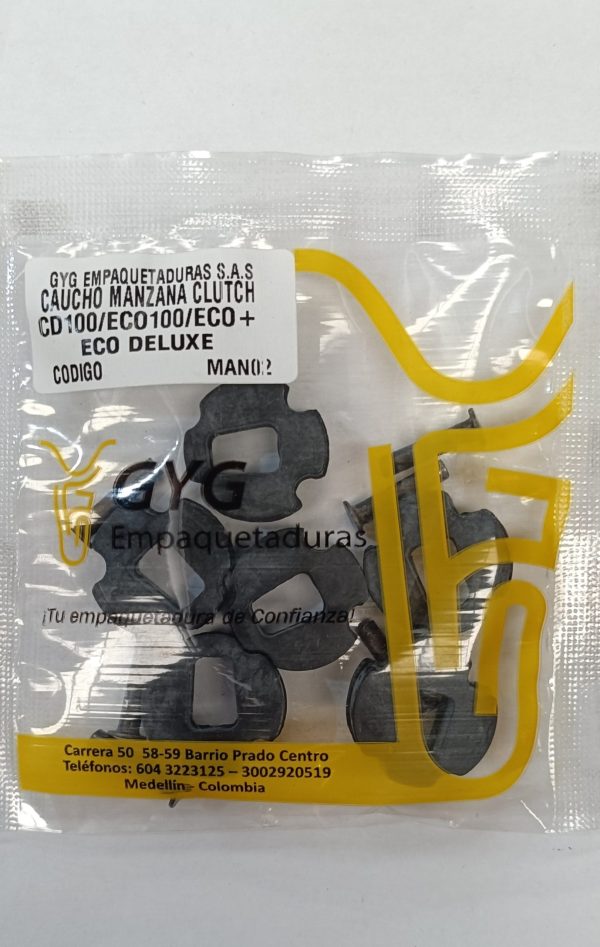 GYG EMPAQUETADURAS S.A.S
CAUCHO MANZANA CLUTCH
CD100/ECO100/ECO+
ECO DELUXE
CODIGO MAN02
GYG
Empaquetaduras
¡Tu empaquetadura de Confianza!
Carrera 50 58-59 Barrio Prado Centro
Teléfonos: 604 3223125 – 3002920519
Medellín - Colombia